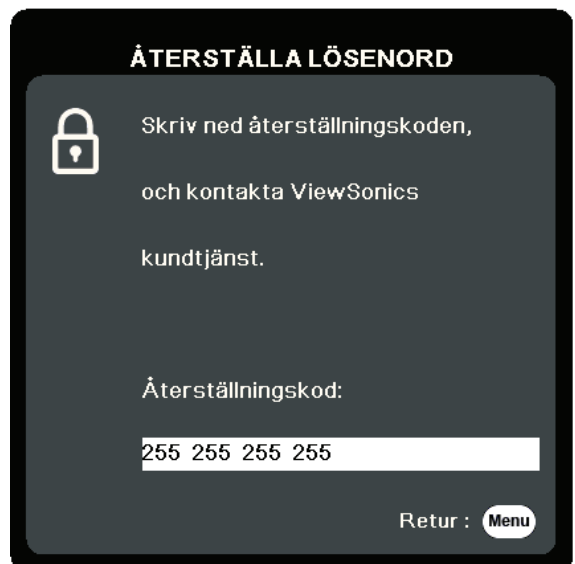 ÅTERSTÄLLA LÖSENORD
Skriv ned återställningskoden,
och kontakta ViewSonics
kundtjänst.
Återställningskod:
255 255 255 255
Retur : Menu